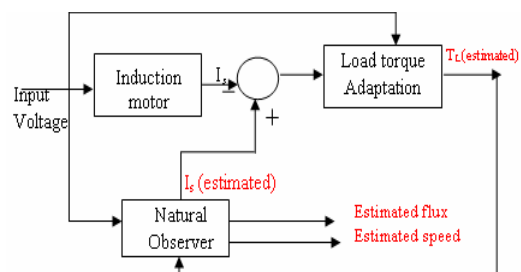 Input
Voltage
Induction
motor
Is
−
+
Load torque
Adaptation
TL(estimated)
Is (estimated)
Natural
Observer
Estimated flux
Estimated speed